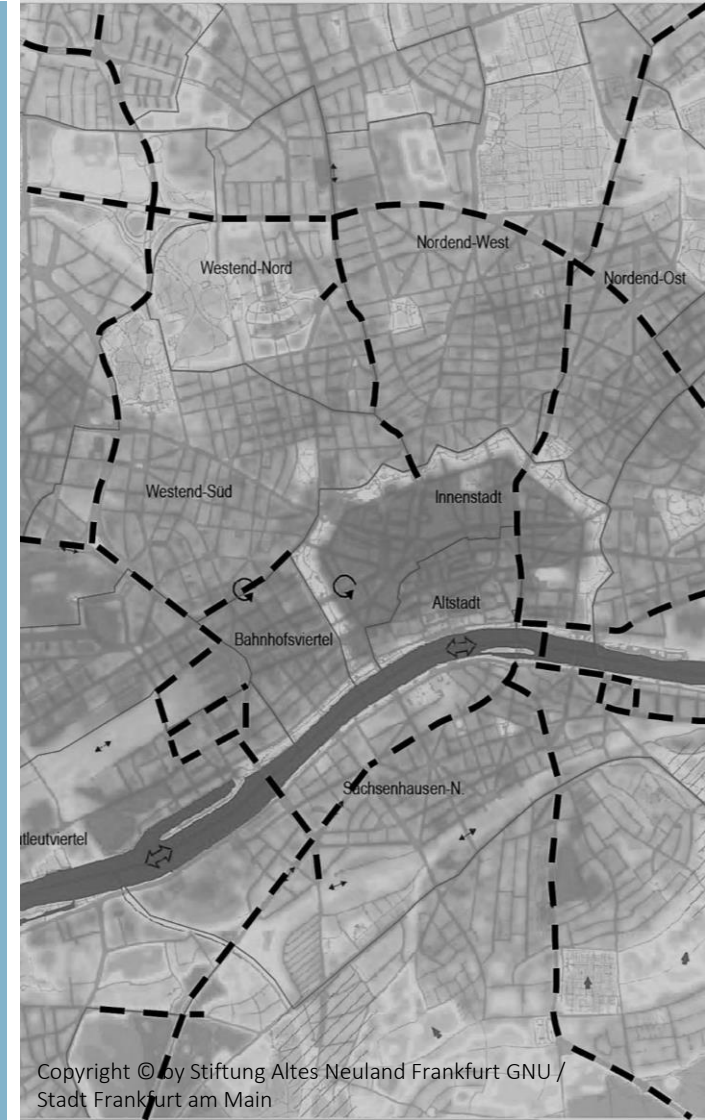 Nordend-West
Westend-Nord
Nordend-Ost
Westend-Süd
Innenstadt
Altstadt
Bahnhofsviertel
Sachsenhausen-N.
tleutviertel
Copyright © by Stiftung Altes Neuland Frankfurt GNU /
Stadt Frankfurt am Main